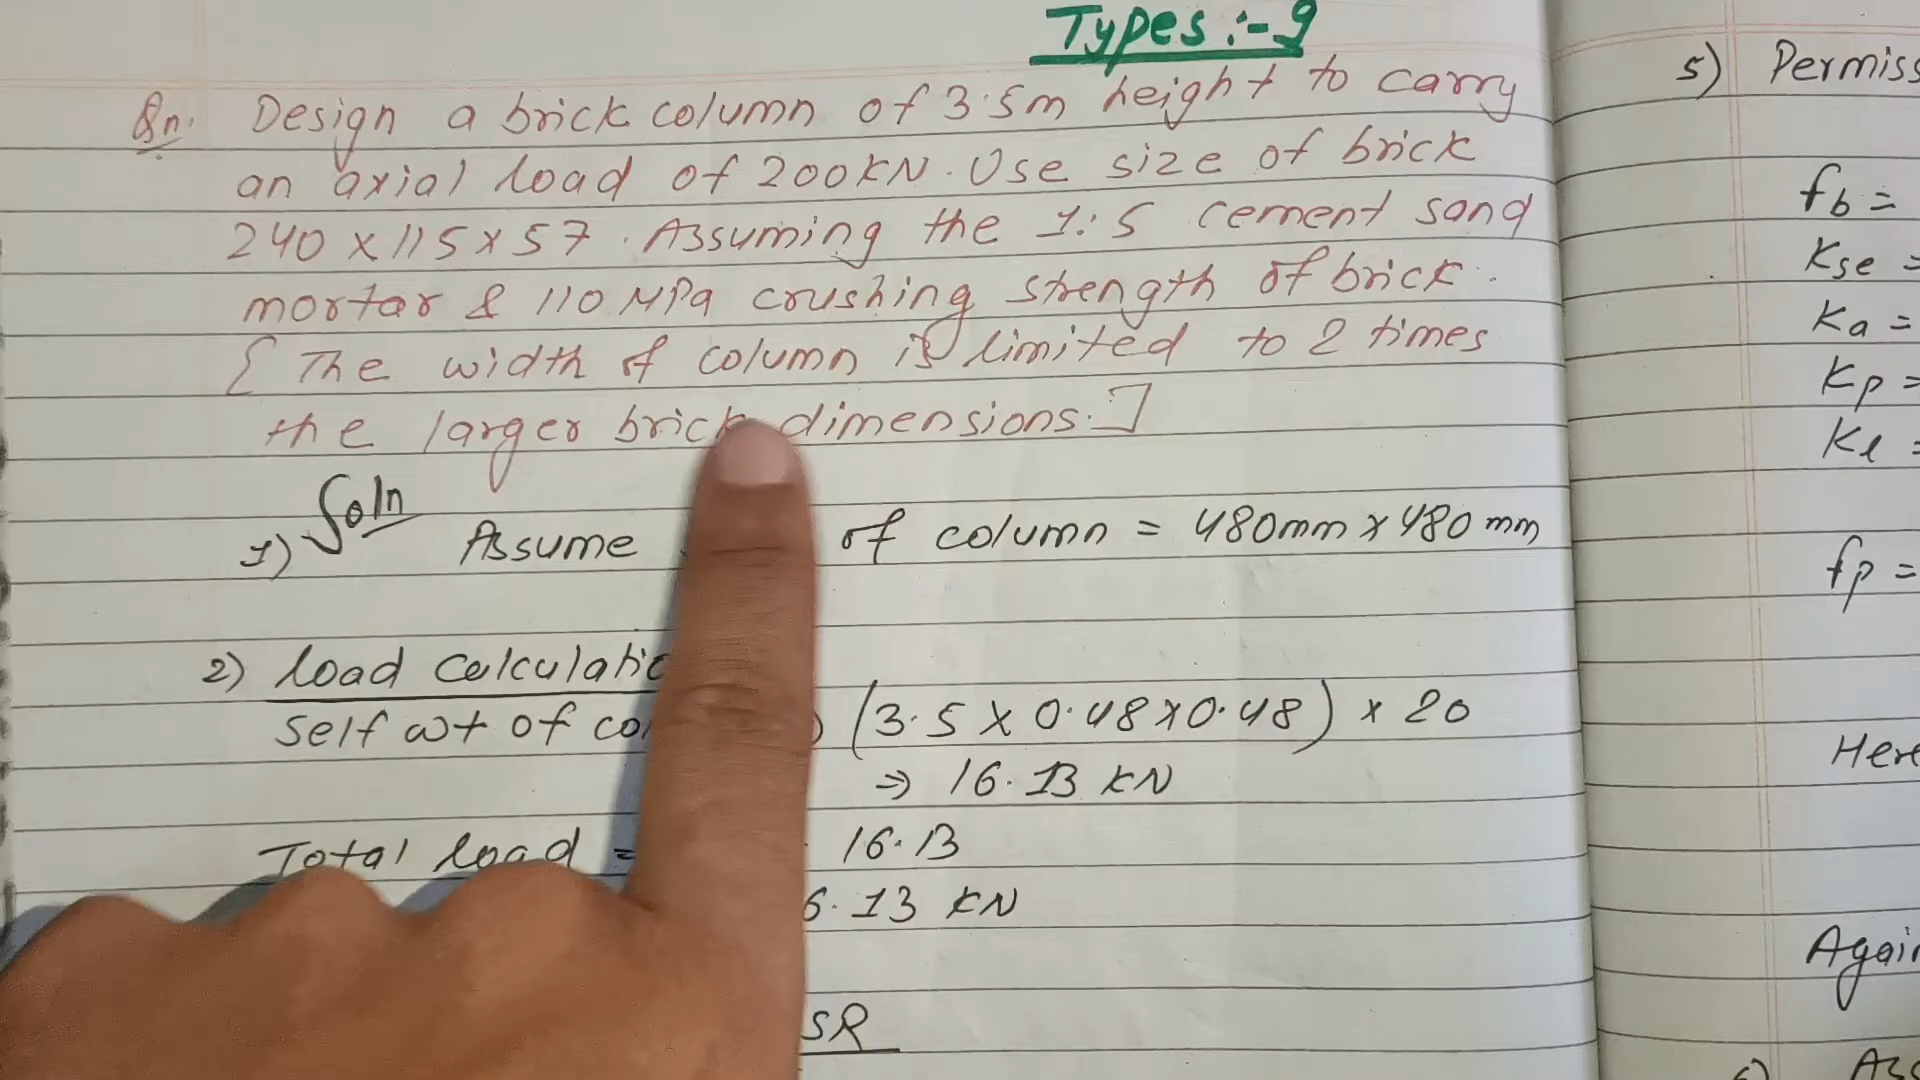 Types :- 9
Qn. Design a brick column of 3.5m height to carry
an axial load of 200KN. Use size of brick
240 x 115 x 57. Assuming the 1:5 cement sand
mortar & 110 MPa crushing strength of brick.
[ The width of column is limited to 2 times
the larger brick dimensions.]
Soln
1) Assume of column = 480mm x 480 mm
2) Load Calculatio
Self wt of co (3.5 x 0.48 x 0.48) x 20
⇒ 16.13 KN
Total load = 16.13
6.13 KN
SR
5) Permiss
fb =
Kse =
Ka =
Kp =
Kl =
fp =
Here
Again